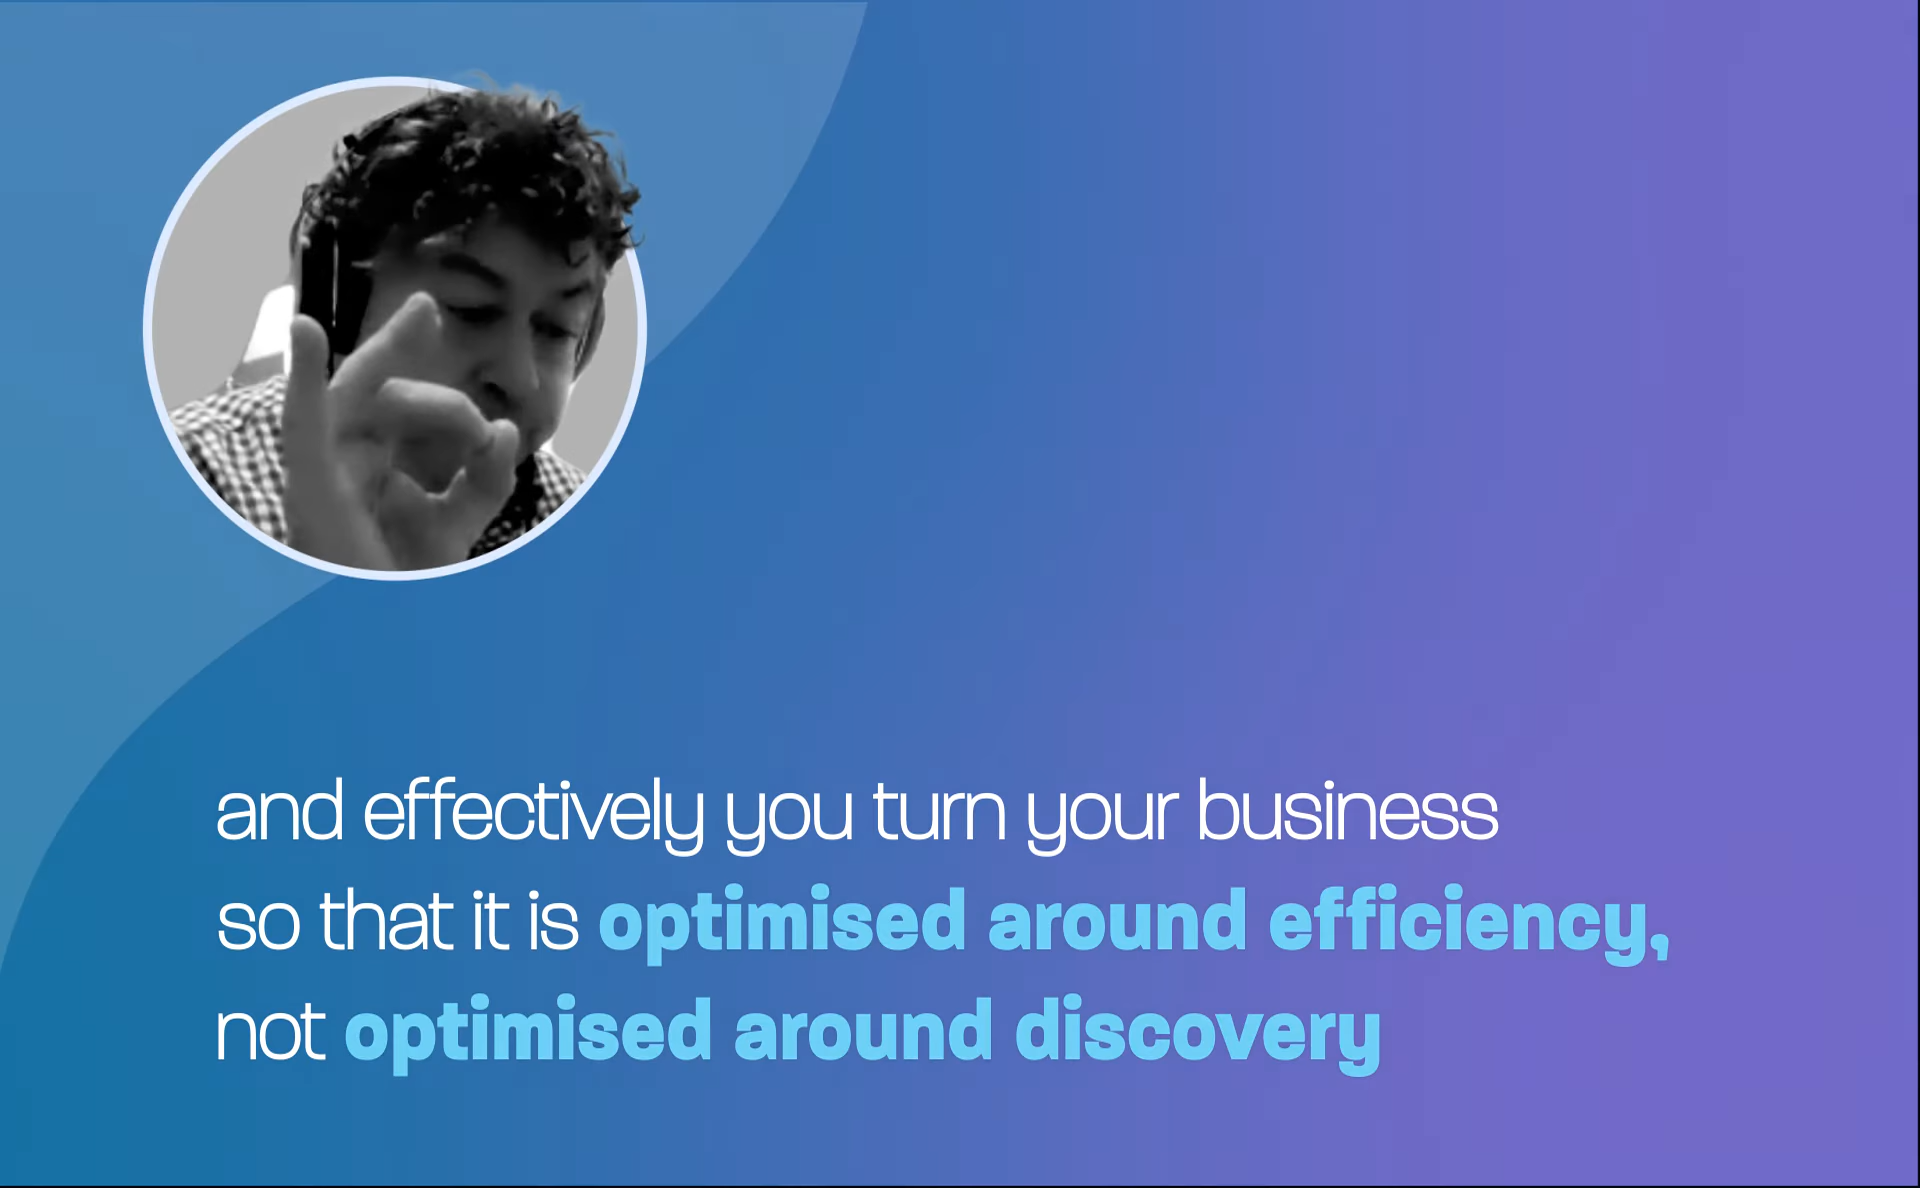 and effectively you turn your business
so that it is optimised around efficiency,
not optimised around discovery